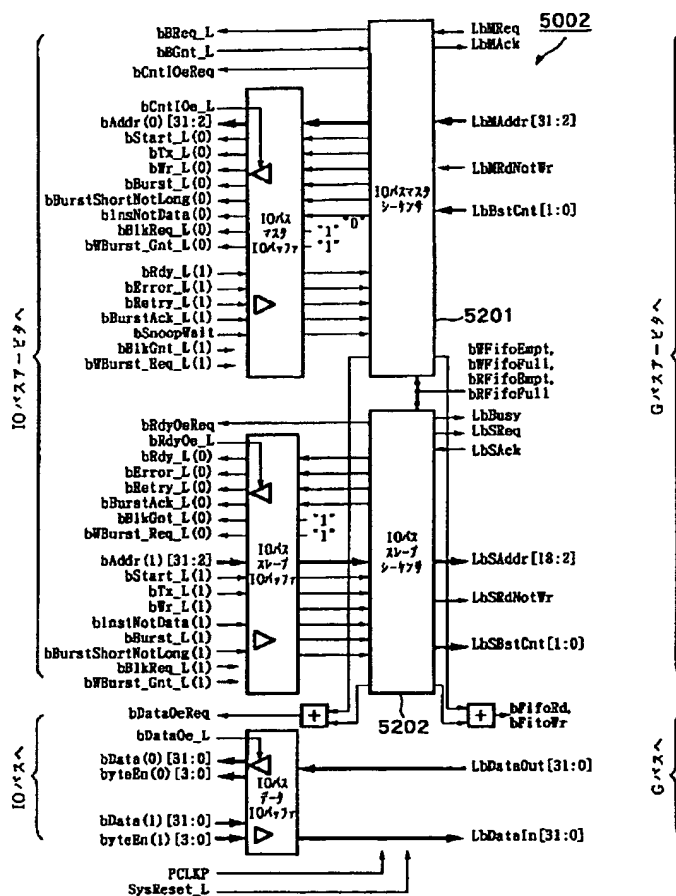 5002
bBReq_L
bBGnt_L
bCntlOeReq
LbMReq
LbMAck
bCntlOe_L
bAddr(0)[31:2]
bStart_L(0)
bTx_L(0)
bWr_L(0)
bBurst_L(0)
bBurstShortNotLong(0)
bInsNotData(0)
bBlkReq_L(0)
bWBurst_Gnt_L(0)
"0"
"1"
"1"
IOバス
マスタ
IOバッファ
IOバスマスタ
シーケンサ
LbMAddr[31:2]
LbMRdNotWr
LbBstCnt[1:0]
bRdy_L(1)
bError_L(1)
bRetry_L(1)
bBurstAck_L(1)
bSnoopWait
bBlkGnt_L(1)
bWBurst_Req_L(1)
5201
bWFifoEmpt,
bWFifoFull,
bRFifoEmpt,
bRFifoFull
IOバスアービタへ
Gバスアービタへ
bRdyOeReq
bRdyOe_L
bRdy_L(0)
bError_L(0)
bRetry_L(0)
bBurstAck_L(0)
bBlkGnt_L(0)
bWBurst_Req_L(0)
"1"
"1"
LbBusy
LbSReq
LbSAck
bAddr(1)[31:2]
bStart_L(1)
bTx_L(1)
bWr_L(1)
bInstNotData(1)
bBurst_L(1)
bBurstShortNotLong(1)
bBlkReq_L(1)
bWBurst_Gnt_L(1)
IOバス
スレーブ
IOバッファ
IOバス
スレーブ
シーケンサ
LbSAddr[18:2]
LbSRdNotWr
LbSBstCnt[1:0]
5202
bDataOeReq
+
+
bFifoRd,
bFitoWr
bDataOe_L
bData(0)[31:0]
byteEn(0)[3:0]
bData(1)[31:0]
byteEn(1)[3:0]
IOバス
データ
IOバッファ
LbDataOut[31:0]
LbDataIn[31:0]
IOバスへ
Gバスへ
PCLKP
SysReset_L